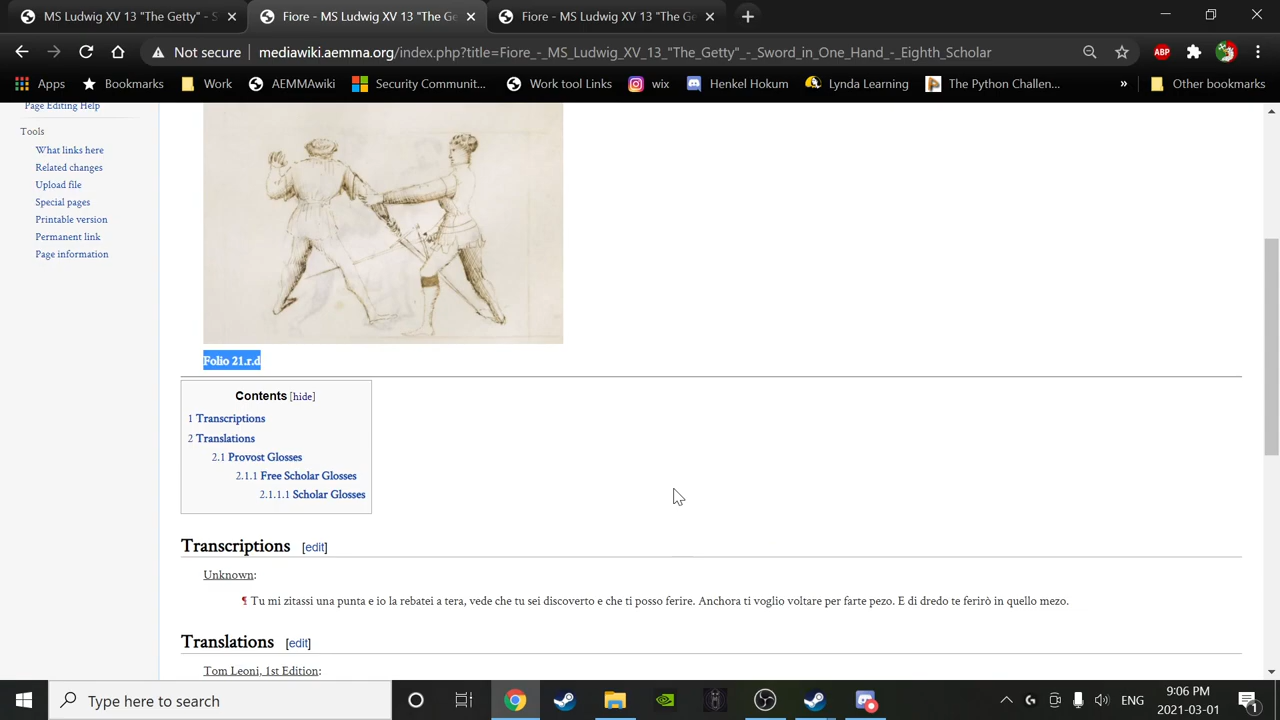 MS Ludwig XV 13 "The Getty" - S
Fiore - MS Ludwig XV 13 "The G
Fiore - MS Ludwig XV 13 "The G
Not secure
mediawiki.aemma.org/index.php?title=Fiore_-_MS_Ludwig_XV_13_"The_Getty"_-_Sword_in_One_Hand_-_Eighth_Scholar
ABP
Apps
Bookmarks
Work
AEMMAwiki
Security Communit...
Work tool Links
wix
Henkel Hokum
Lynda Learning
The Python Challen...
»
Other bookmarks
Page Editing Help
Tools
What links here
Related changes
Upload file
Special pages
Printable version
Permanent link
Page information
Folio 21.r.d
Contents [hide]
1 Transcriptions
2 Translations
2.1 Provost Glosses
2.1.1 Free Scholar Glosses
2.1.1.1 Scholar Glosses
Transcriptions [edit]
Unknown:
¶ Tu mi zitassi una punta e io la rebatei a tera, vede che tu sei discoverto e che ti posso ferire. Anchora ti voglio voltare per farte pezo. E di dredo te ferirò in quello mezo.
Translations [edit]
Tom Leoni, 1st Edition:
Type here to search
ENG
9:06 PM
2021-03-01
1